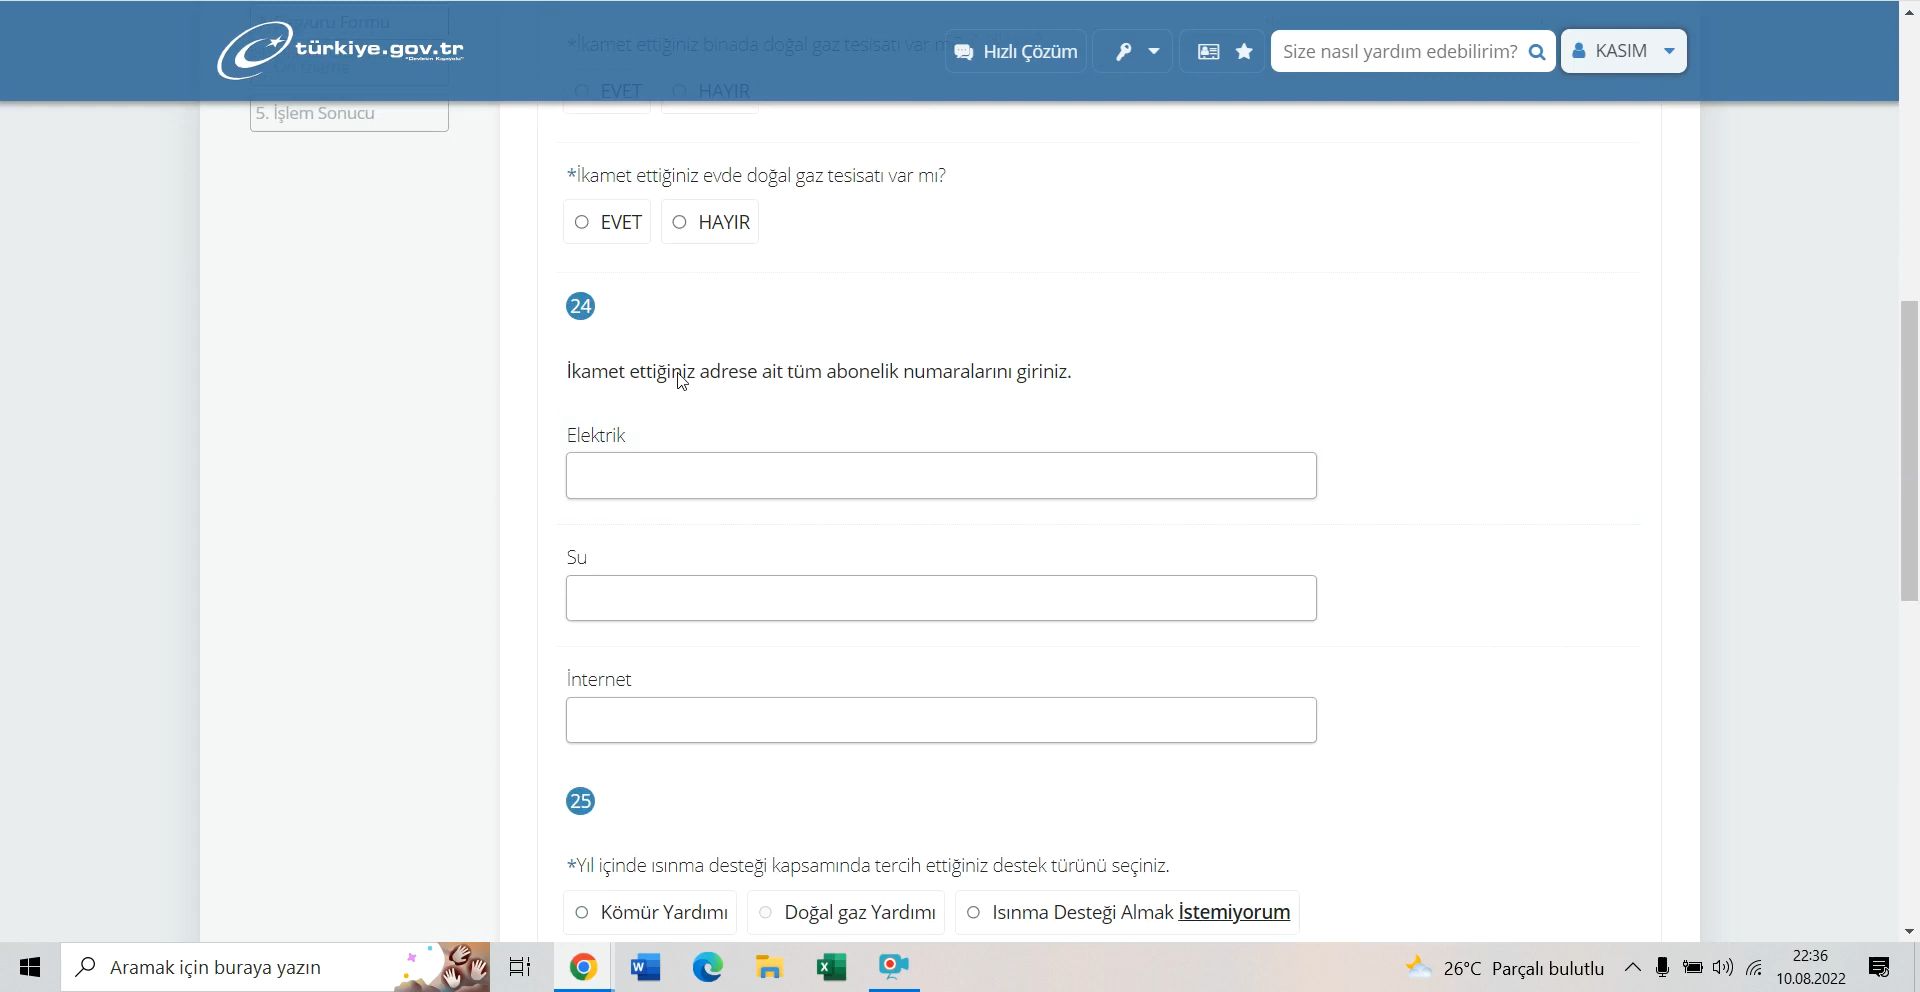 türkiye.gov.tr
Hızlı Çözüm
Size nasıl yardım edebilirim?
KASIM
*İkamet ettiğiniz binada doğal gaz tesisatı var
EVET
HAYIR
5. İşlem Sonucu
*İkamet ettiğiniz evde doğal gaz tesisatı var mı?
EVET
HAYIR
24
İkamet ettiğiniz adrese ait tüm abonelik numaralarını giriniz.
Elektrik
Su
İnternet
25
*Yıl içinde ısınma desteği kapsamında tercih ettiğiniz destek türünü seçiniz.
Kömür Yardımı
Doğal gaz Yardımı
Isınma Desteği Almak İstemiyorum
Aramak için buraya yazın
26°C Parçalı bulutlu
22:36
10.08.2022